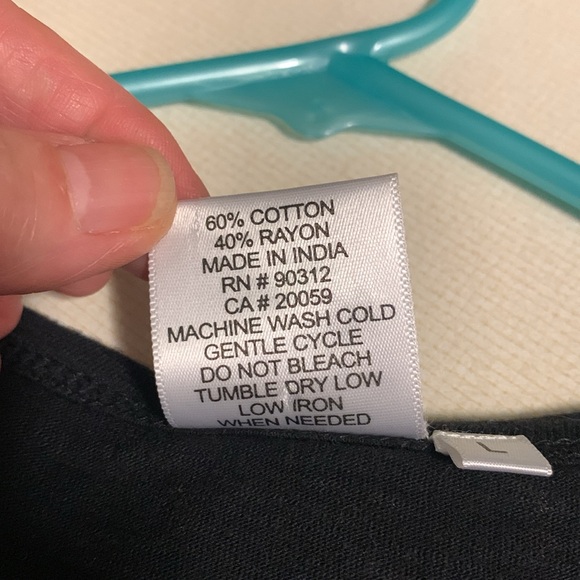 60% COTTON
40% RAYON
MADE IN INDIA
RN # 90312
CA # 20059
MACHINE WASH COLD
GENTLE CYCLE
DO NOT BLEACH
TUMBLE DRY LOW
LOW IRON
WHEN NEEDED
L